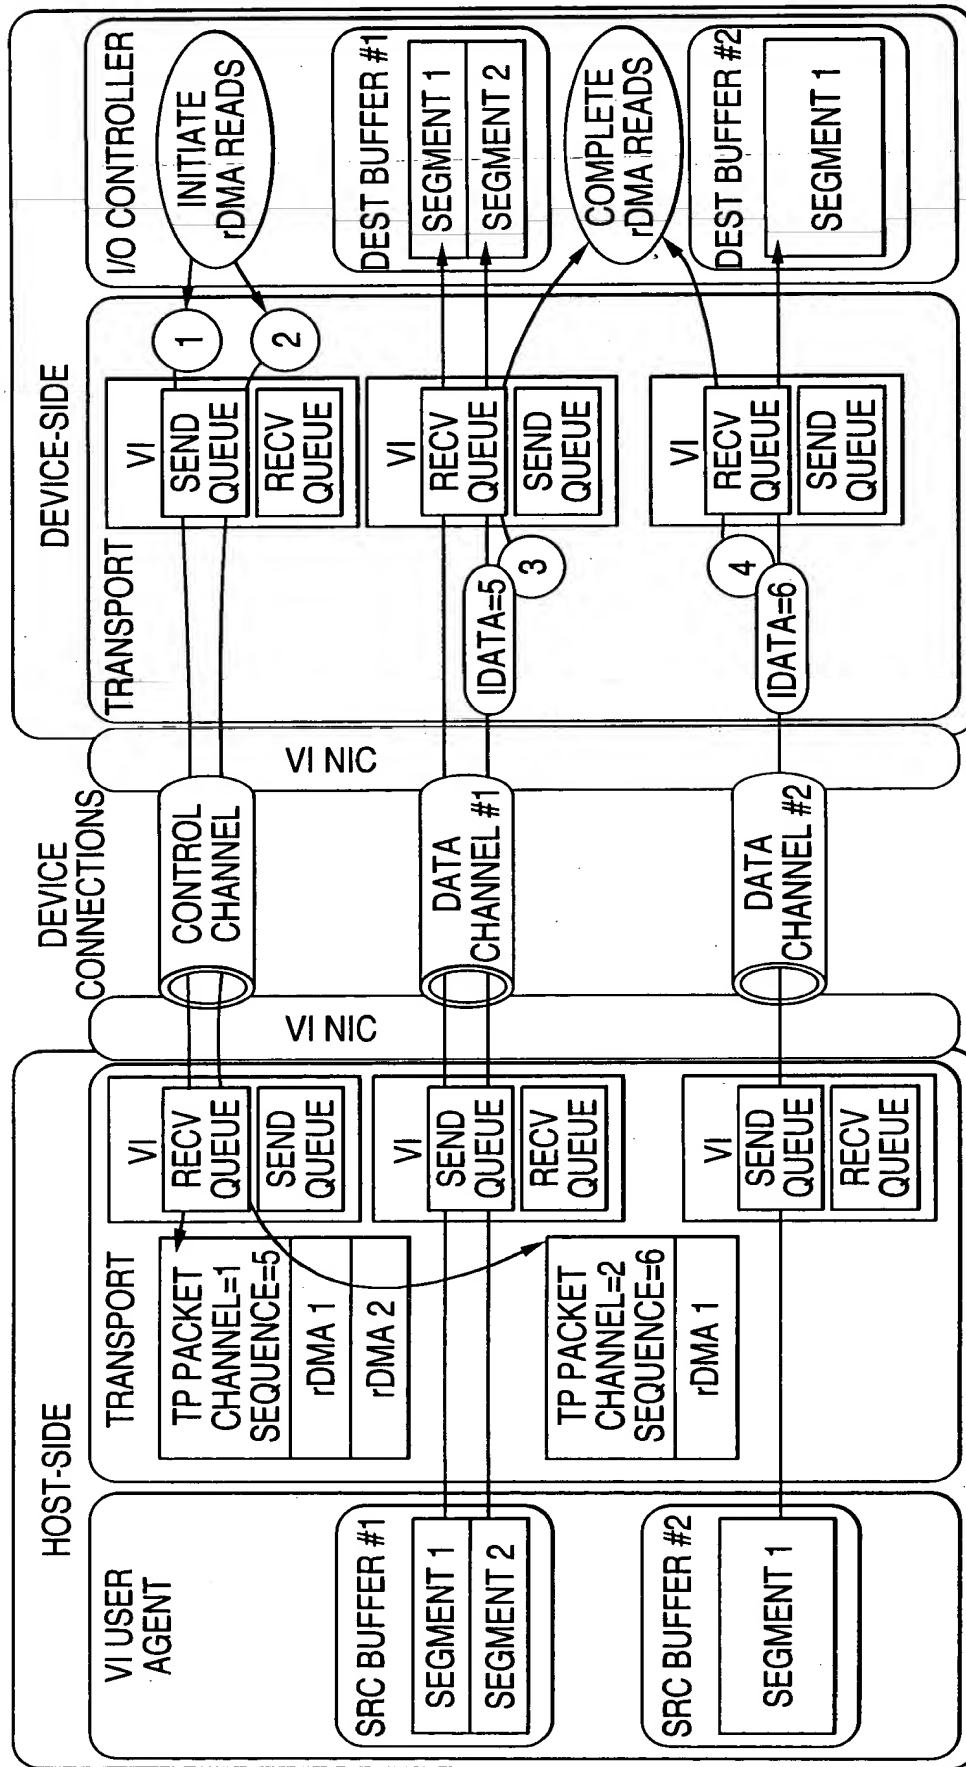 HOST-SIDE
VI USER
AGENT
SRC BUFFER #1
SEGMENT 1
SEGMENT 2
SRC BUFFER #2
SEGMENT 1
TRANSPORT
TP PACKET
CHANNEL=1
SEQUENCE=5
rDMA 1
rDMA 2
TP PACKET
CHANNEL=2
SEQUENCE=6
rDMA 1
VI
RECV
QUEUE
SEND
QUEUE
VI
SEND
QUEUE
RECV
QUEUE
VI
SEND
QUEUE
RECV
QUEUE
VI NIC
DEVICE
CONNECTIONS
CONTROL
CHANNEL
DATA
CHANNEL #1
DATA
CHANNEL #2
VI NIC
DEVICE-SIDE
TRANSPORT
VI
SEND
QUEUE
RECV
QUEUE
1
2
VI
RECV
QUEUE
SEND
QUEUE
IDATA=5
3
VI
RECV
QUEUE
SEND
QUEUE
4
IDATA=6
I/O CONTROLLER
INITIATE
rDMA READS
DEST BUFFER #1
SEGMENT 1
SEGMENT 2
COMPLETE
rDMA READS
DEST BUFFER #2
SEGMENT 1